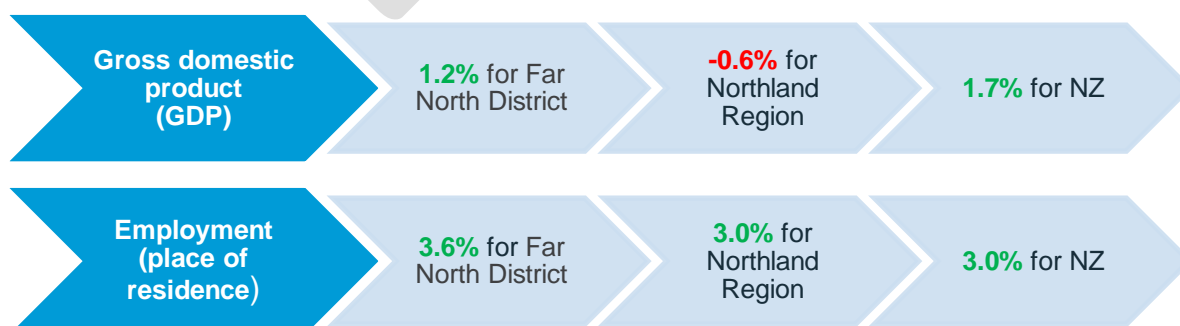 Gross domestic
product
(GDP)
1.2% for Far
North District
-0.6% for
Northland
Region
1.7% for NZ
Employment
(place of
residence)
3.6% for Far
North District
3.0% for
Northland
Region
3.0% for NZ